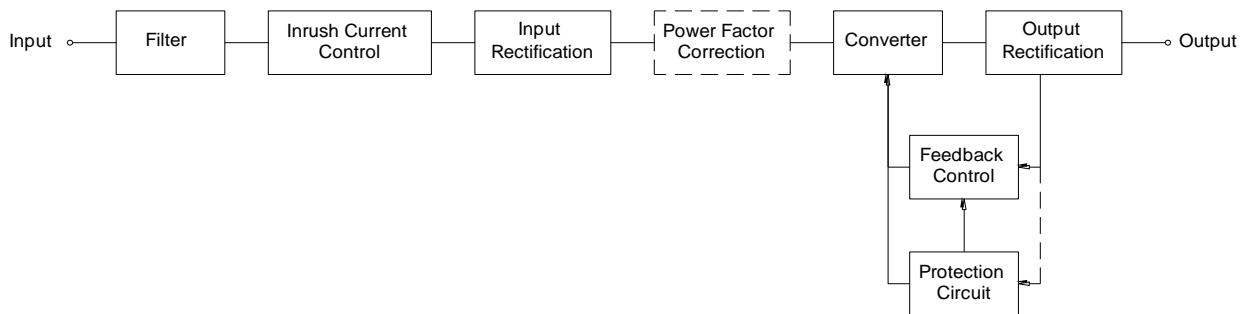 Input
Filter
Inrush Current
Control
Input
Rectification
Power Factor
Correction
Converter
Output
Rectification
Output
Feedback
Control
Protection
Circuit